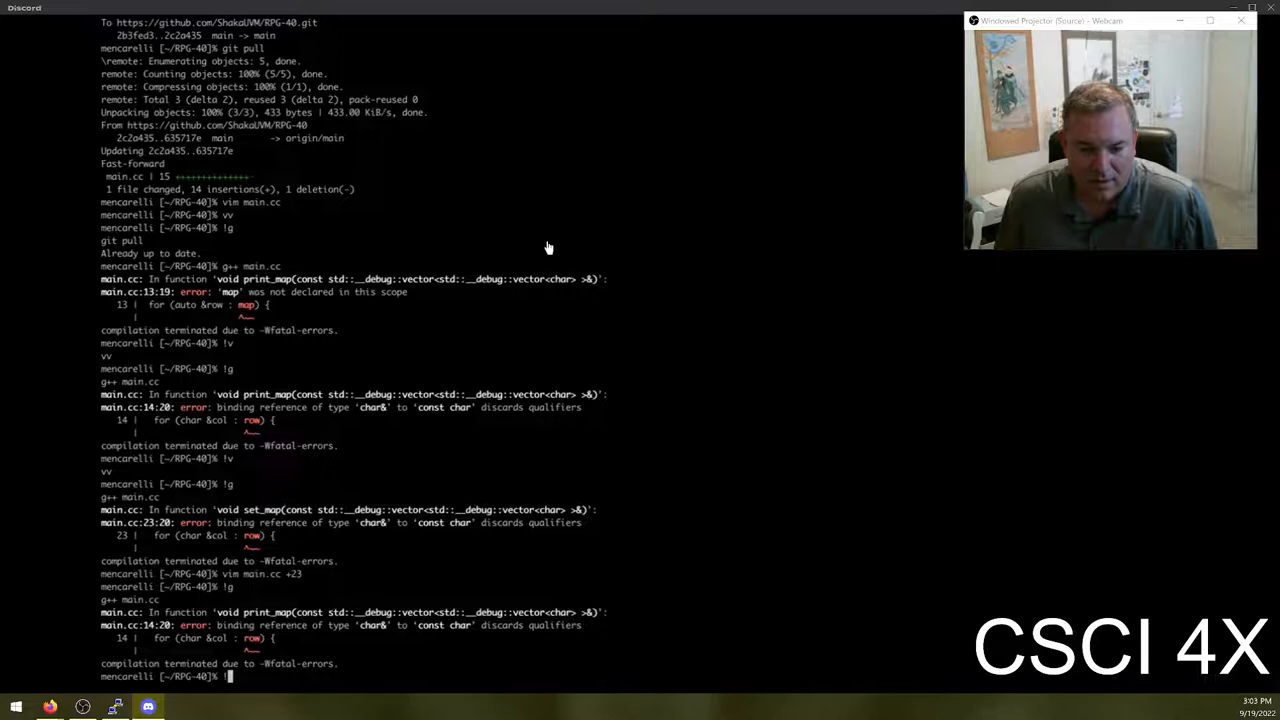 Discord
Windowed Projector (Source) - Webcam
To https://github.com/ShakaUVM/RPG-40.git
2b3fed3..2c2a435 main -> main
mencarelli [~/RPG-40]% git pull
\remote: Enumerating objects: 5, done.
remote: Counting objects: 100% (5/5), done.
remote: Compressing objects: 100% (1/1), done.
remote: Total 3 (delta 2), reused 3 (delta 2), pack-reused 0
Unpacking objects: 100% (3/3), 433 bytes | 433.00 KiB/s, done.
From https://github.com/ShakaUVM/RPG-40
2c2a435..635717e main -> origin/main
Updating 2c2a435..635717e
Fast-forward
main.cc | 15 ++++++++++++++-
1 file changed, 14 insertions(+), 1 deletion(-)
mencarelli [~/RPG-40]% vim main.cc
mencarelli [~/RPG-40]% vv
mencarelli [~/RPG-40]% !g
git pull
Already up to date.
mencarelli [~/RPG-40]% g++ main.cc
main.cc: In function 'void print_map(const std::__debug::vector<std::__debug::vector<char> >&)':
main.cc:13:19: error: 'map' was not declared in this scope
13 | for (auto &row : map) {
| ^~~
compilation terminated due to -Wfatal-errors.
mencarelli [~/RPG-40]% !v
vv
mencarelli [~/RPG-40]% !g
g++ main.cc
main.cc: In function 'void print_map(const std::__debug::vector<std::__debug::vector<char> >&)':
main.cc:14:20: error: binding reference of type 'char&' to 'const char' discards qualifiers
14 | for (char &col : row) {
| ^~~
compilation terminated due to -Wfatal-errors.
mencarelli [~/RPG-40]% !v
vv
mencarelli [~/RPG-40]% !g
g++ main.cc
main.cc: In function 'void set_map(const std::__debug::vector<std::__debug::vector<char> >&)':
main.cc:23:20: error: binding reference of type 'char&' to 'const char' discards qualifiers
23 | for (char &col : row) {
| ^~~
compilation terminated due to -Wfatal-errors.
mencarelli [~/RPG-40]% vim main.cc +23
mencarelli [~/RPG-40]% !g
g++ main.cc
main.cc: In function 'void print_map(const std::__debug::vector<std::__debug::vector<char> >&)':
main.cc:14:20: error: binding reference of type 'char&' to 'const char' discards qualifiers
14 | for (char &col : row) {
| ^~~
compilation terminated due to -Wfatal-errors.
mencarelli [~/RPG-40]% !
CSCI 4X
3:03 PM
9/19/2022